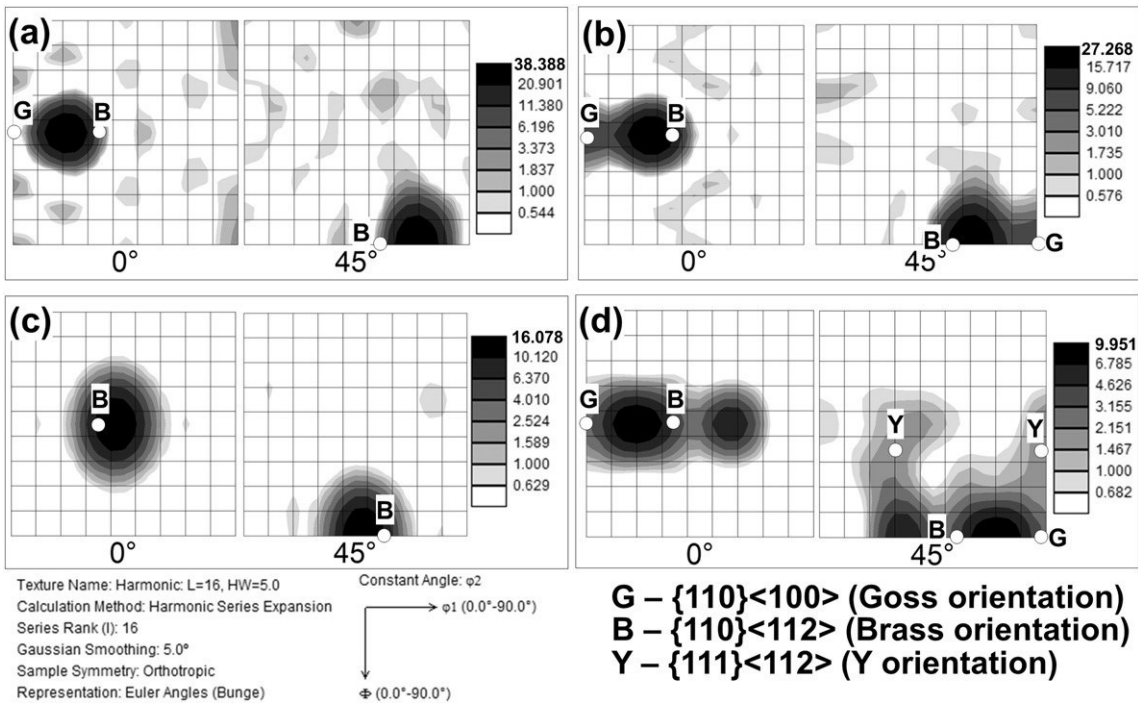 (a)
G
B
B
0°
45°
38.388
20.901
11.380
6.196
3.373
1.837
1.000
0.544
(b)
G
B
B
G
0°
45°
27.268
15.717
9.060
5.222
3.010
1.735
1.000
0.576
(c)
B
B
0°
45°
16.078
10.120
6.370
4.010
2.524
1.589
1.000
0.629
(d)
G
B
Y
Y
B
G
0°
45°
9.951
6.785
4.626
3.155
2.151
1.467
1.000
0.682
Texture Name: Harmonic: L=16, HW=5.0
Calculation Method: Harmonic Series Expansion
Series Rank (l): 16
Gaussian Smoothing: 5.0°
Sample Symmetry: Orthotropic
Representation: Euler Angles (Bunge)
Constant Angle: φ2
φ1 (0.0°-90.0°)
Φ (0.0°-90.0°)
G – {110}<100> (Goss orientation)
B – {110}<112> (Brass orientation)
Y – {111}<112> (Y orientation)